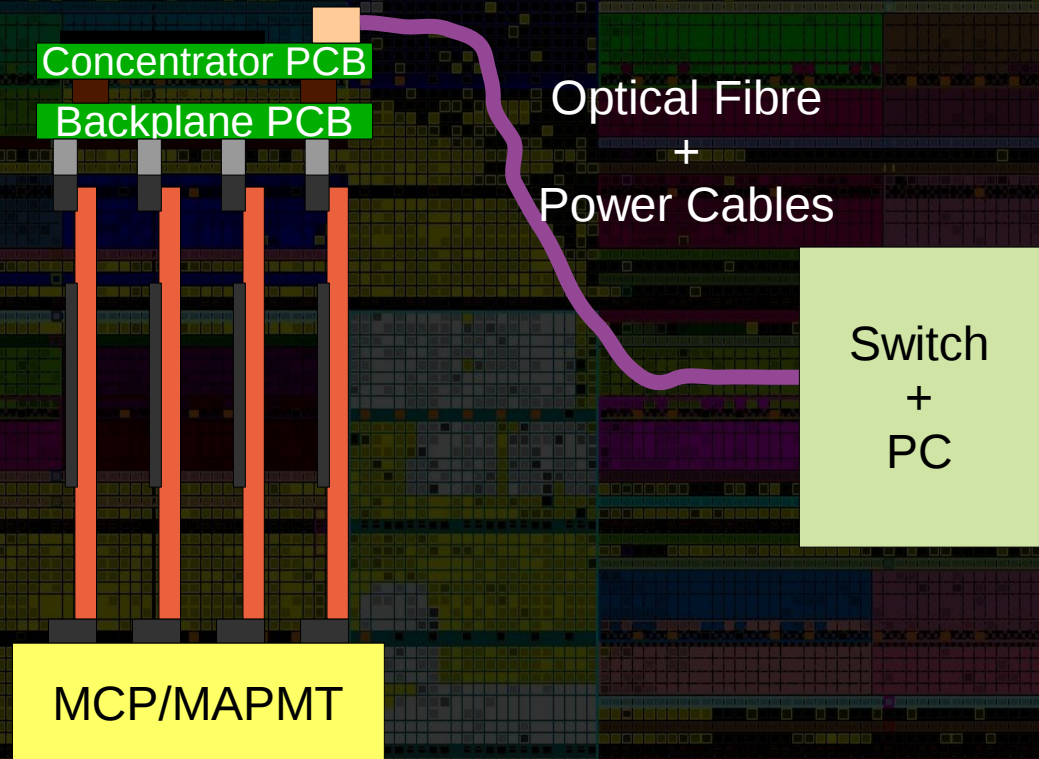 Concentrator PCB
Backplane PCB
Optical Fibre
+
Power Cables
Switch
+
PC
MCP/MAPMT